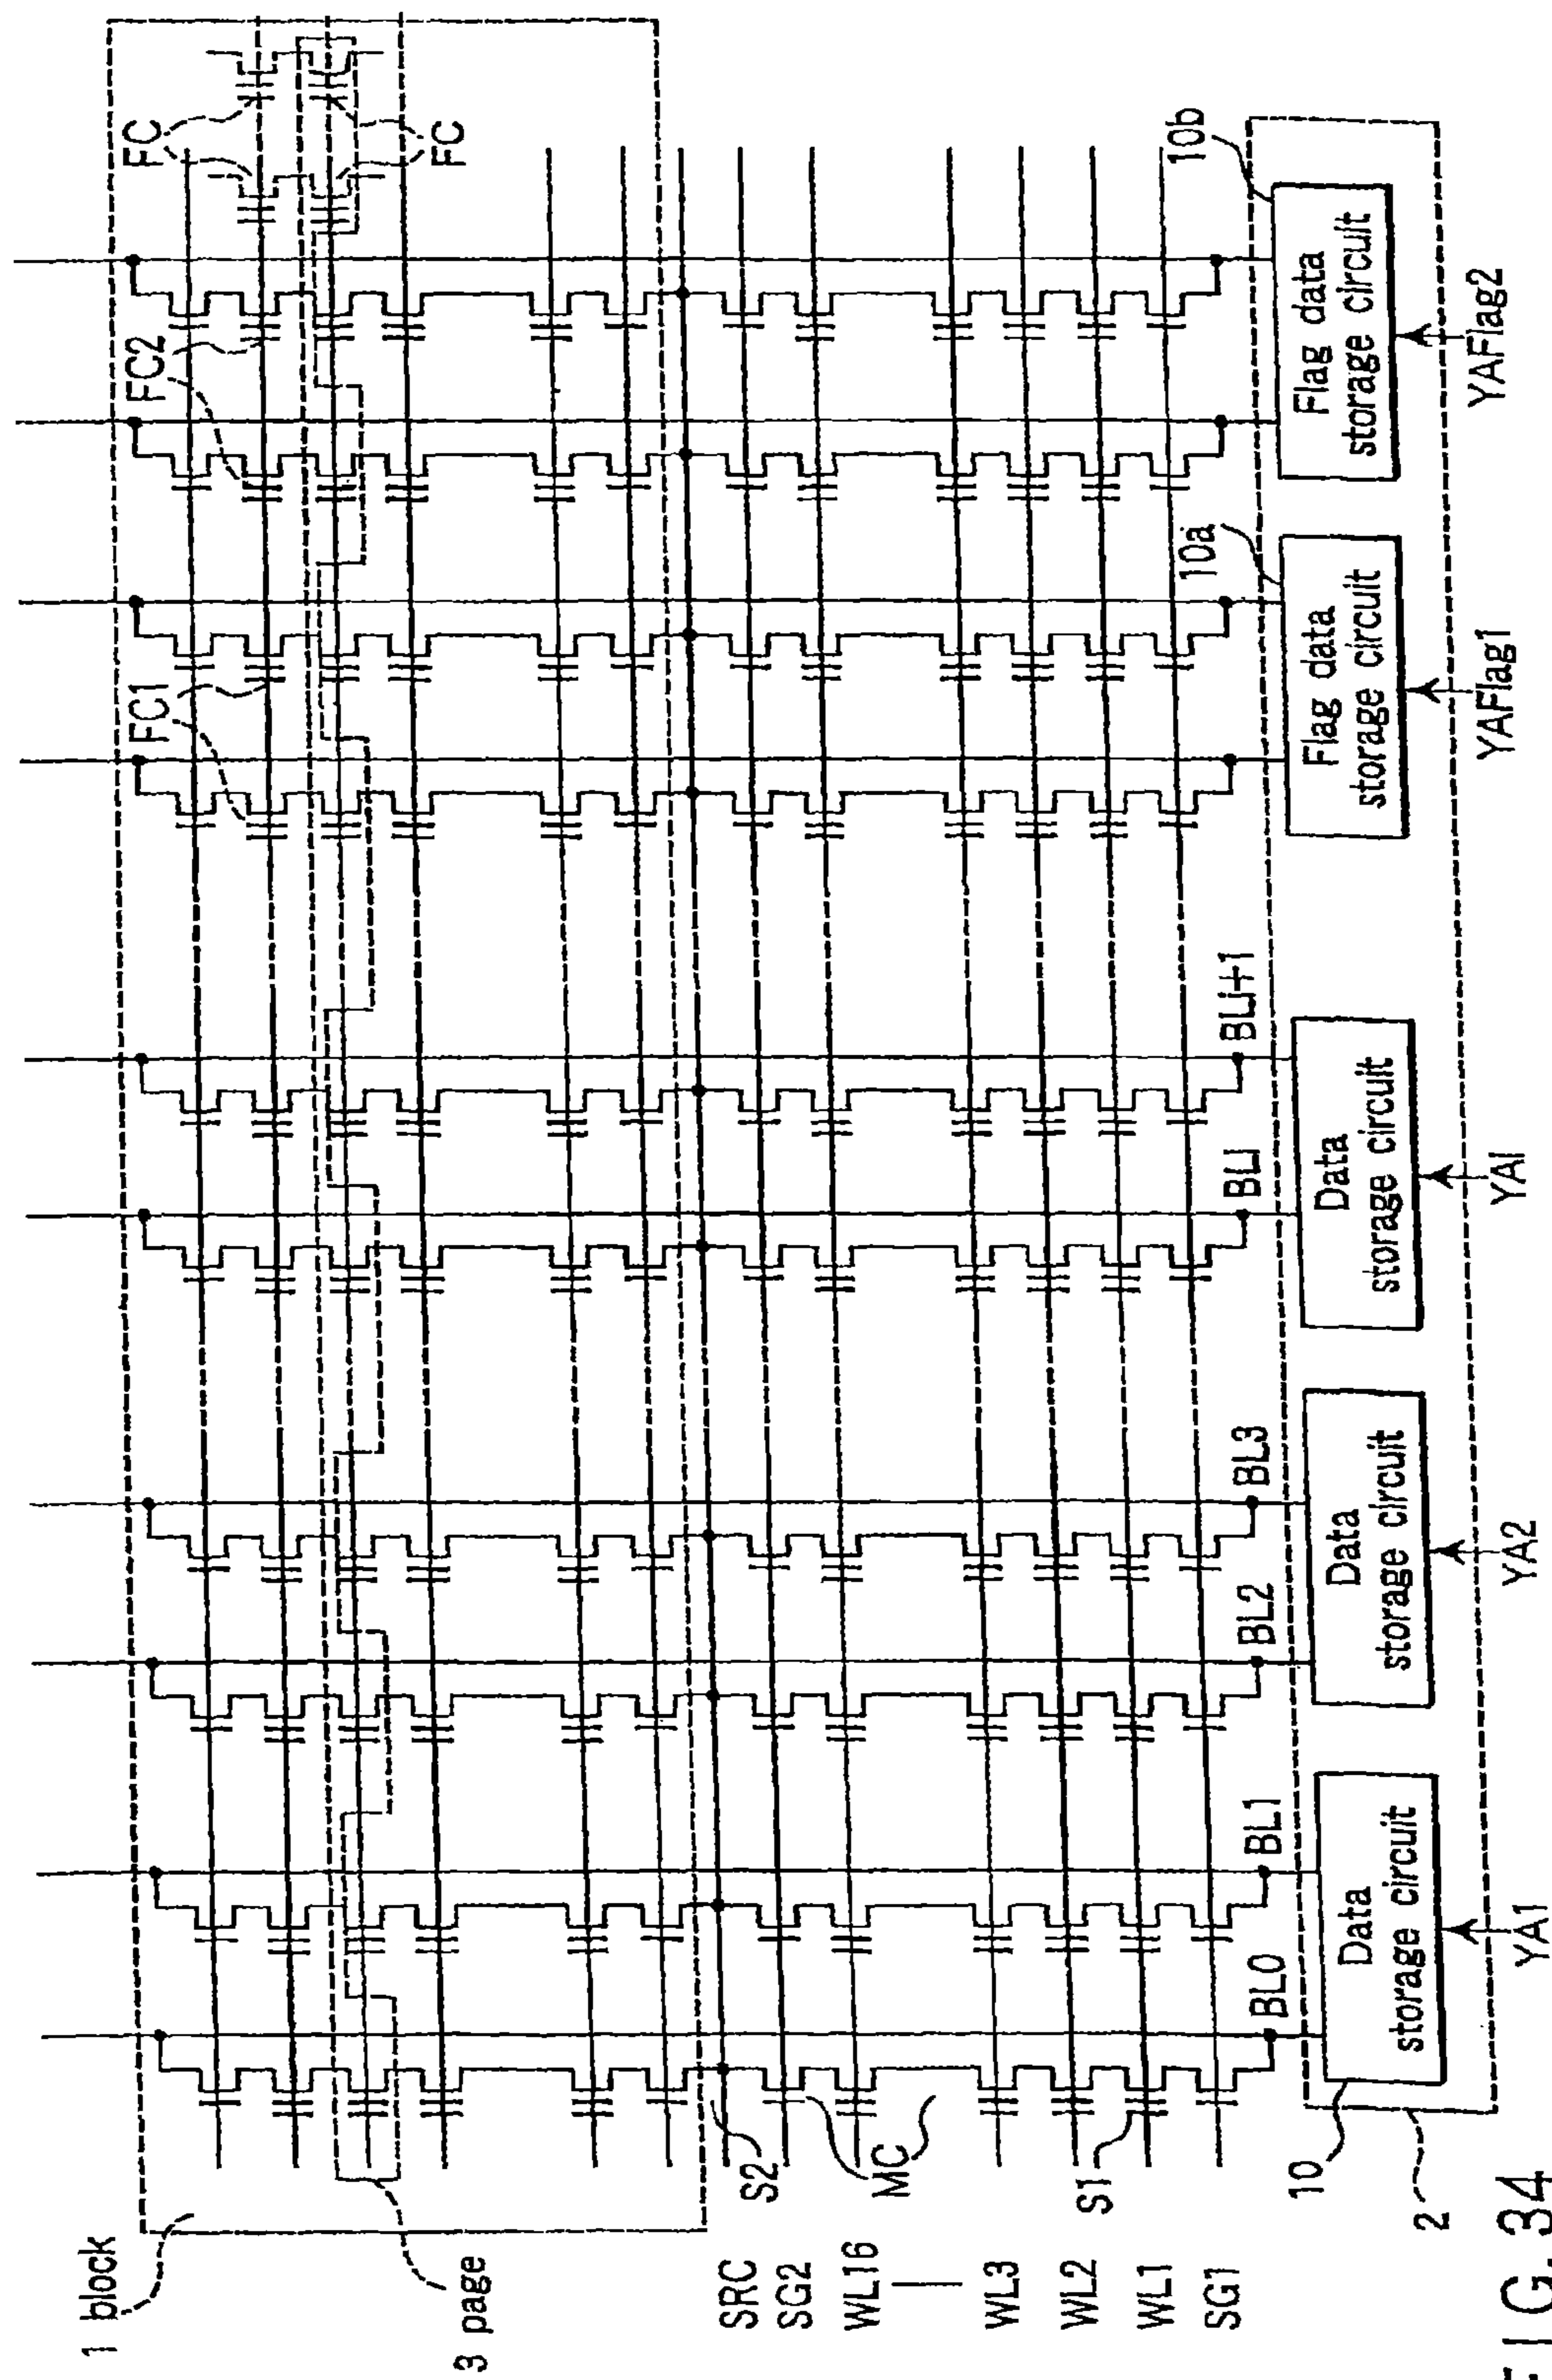 1 block
3 page
FC
FC
FC1
FC2
SRC
SG2
WL16
WL3
WL2
WL1
SG1
S2
MC
S1
BL0
BL1
BL2
BL3
BLi
BLi+1
10
10a
10b
2
Data
storage circuit
Data
storage circuit
Data
storage circuit
Flag data
storage circuit
Flag data
storage circuit
YA1
YA2
YAi
YAFlag1
YAFlag2
FIG. 34